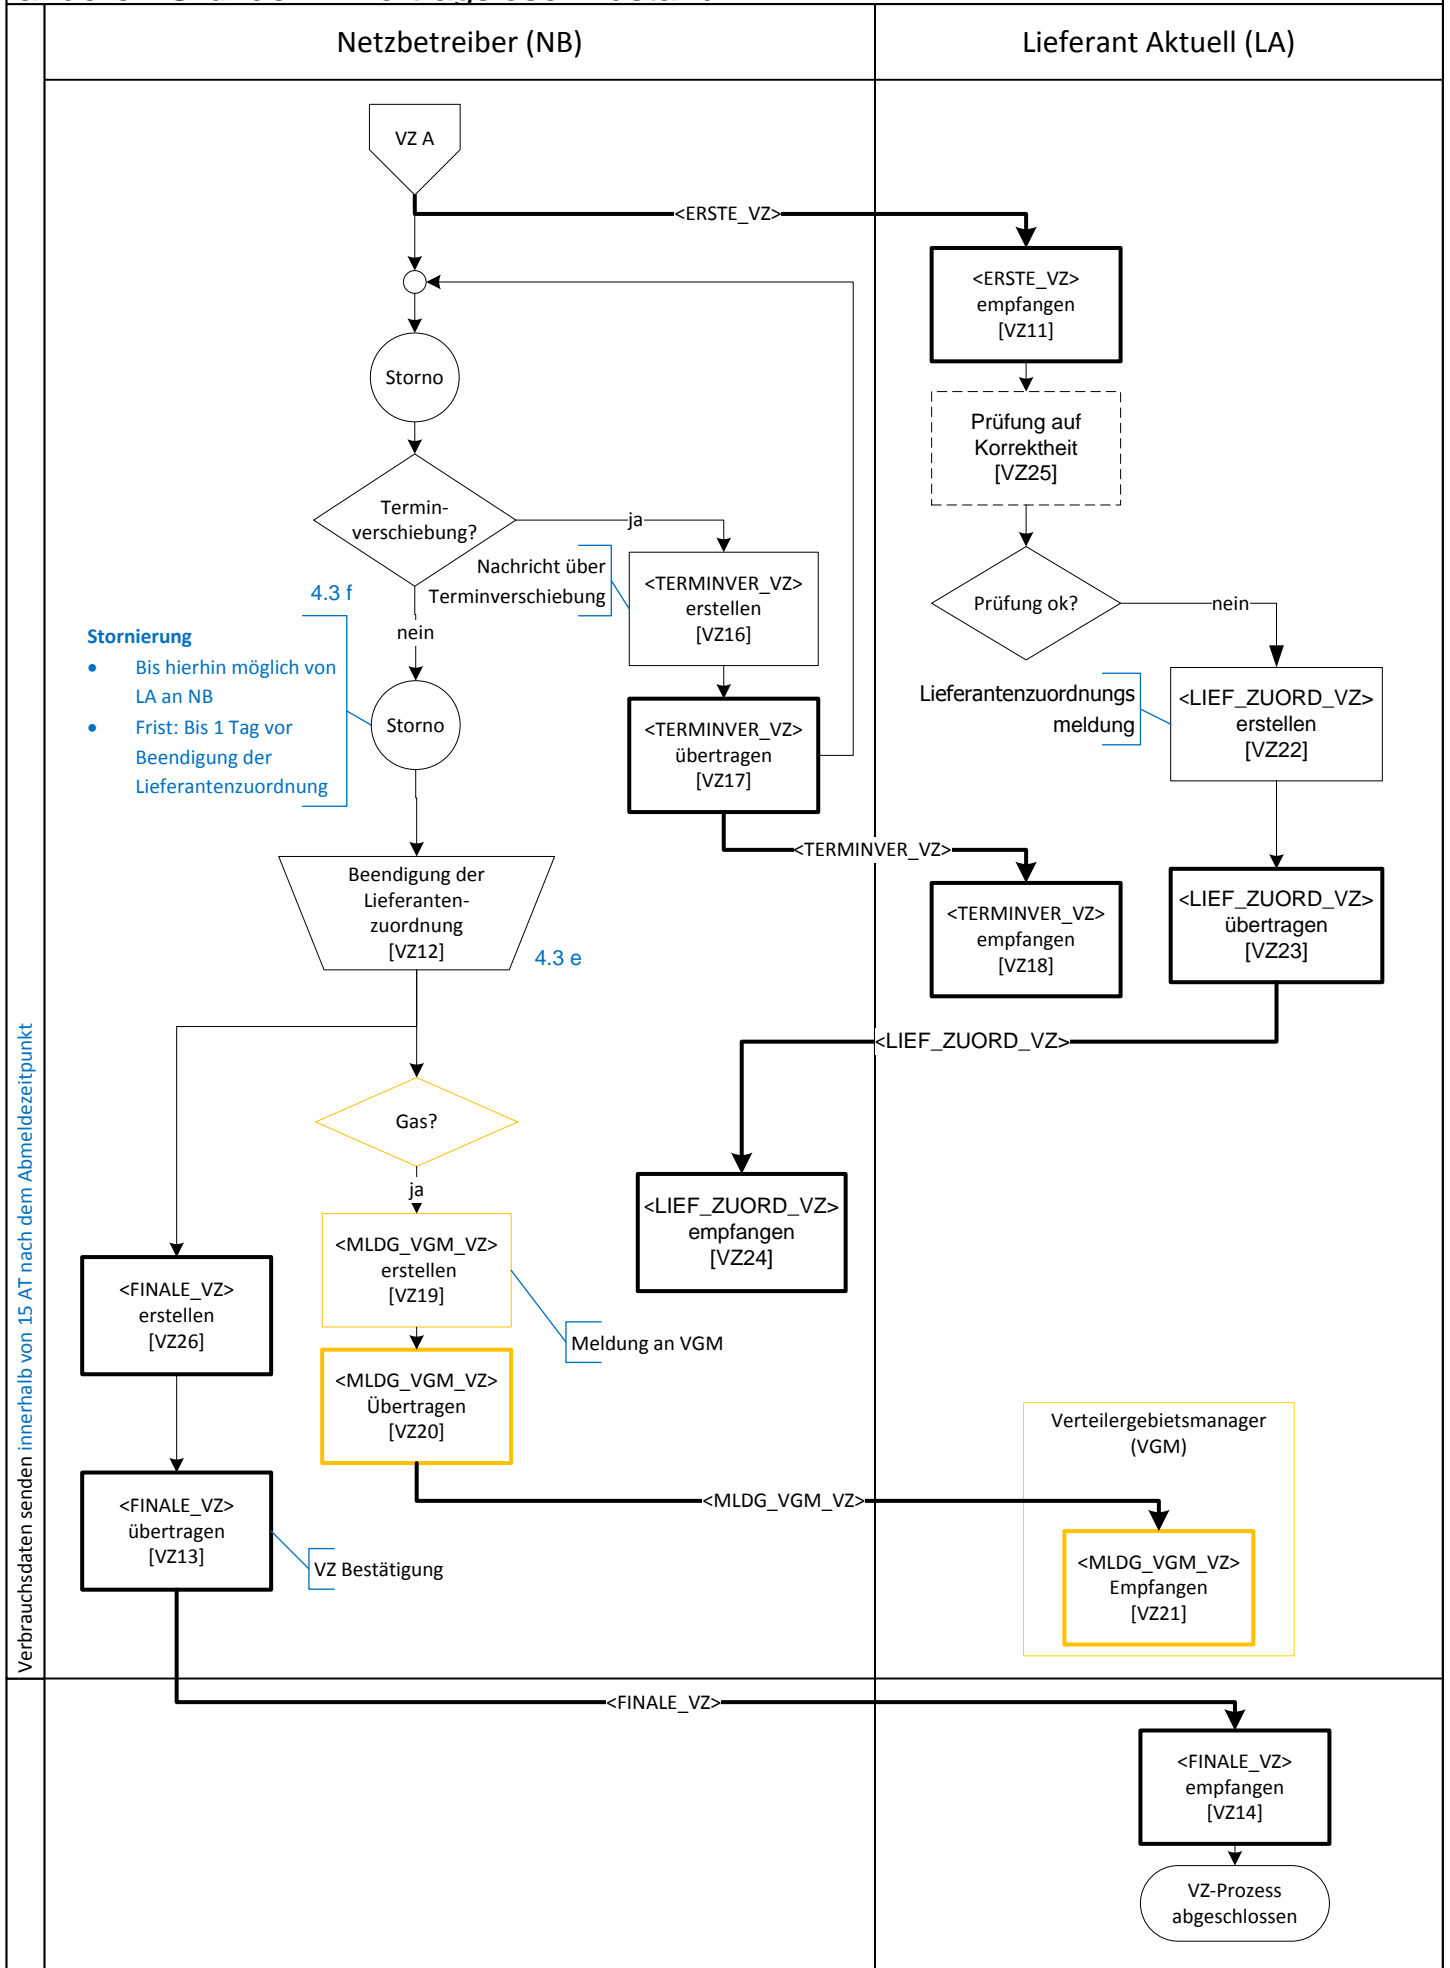 Netzbetreiber (NB)
Lieferant Aktuell (LA)
VZ A
<ERSTE_VZ>
<ERSTE_VZ>
empfangen
[VZ11]
Storno
Prüfung auf
Korrektheit
[VZ25]
Termin-
verschiebung?
ja
Nachricht über
Terminverschiebung
<TERMINVER_VZ>
erstellen
[VZ16]
Prüfung ok?
nein
4.3 f
nein
Stornierung
• Bis hierhin möglich von
LA an NB
• Frist: Bis 1 Tag vor
Beendigung der
Lieferantenzuordnung
Storno
<TERMINVER_VZ>
übertragen
[VZ17]
Lieferantenzuordnungs
meldung
<LIEF_ZUORD_VZ>
erstellen
[VZ22]
<TERMINVER_VZ>
Beendigung der
Lieferanten-
zuordnung
[VZ12]
4.3 e
<TERMINVER_VZ>
empfangen
[VZ18]
<LIEF_ZUORD_VZ>
übertragen
[VZ23]
<LIEF_ZUORD_VZ>
Gas?
ja
<LIEF_ZUORD_VZ>
empfangen
[VZ24]
<MLDG_VGM_VZ>
erstellen
[VZ19]
<FINALE_VZ>
erstellen
[VZ26]
Meldung an VGM
<MLDG_VGM_VZ>
Übertragen
[VZ20]
Verteilergebietsmanager
(VGM)
<MLDG_VGM_VZ>
<FINALE_VZ>
übertragen
[VZ13]
VZ Bestätigung
<MLDG_VGM_VZ>
Empfangen
[VZ21]
Verbrauchsdaten senden innerhalb von 15 AT nach dem Abmeldezeitpunkt
<FINALE_VZ>
<FINALE_VZ>
empfangen
[VZ14]
VZ-Prozess
abgeschlossen